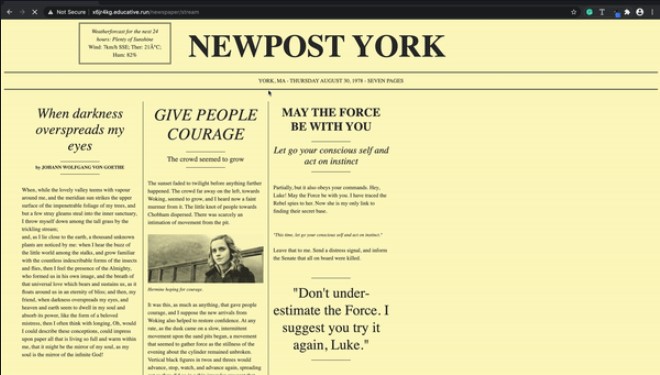 Not Secure x6jr4kg.educative.run/newspaper/stream
Weatherforcast for the next 24
hours: Plenty of Sunshine
Wind: 7km/h SSE; Ther: 21°C;
Hum: 82%
NEWPOST YORK
YORK, MA - THURSDAY AUGUST 30, 1978 - SEVEN PAGES
When darkness
overspreads my
eyes
by JOHANN WOLFGANG VON GOETHE
When, while the lovely valley teems with vapour
around me, and the meridian sun strikes the upper
surface of the impenetrable foliage of my trees, and
but a few stray gleams steal into the inner sanctuary,
I throw myself down among the tall grass by the
trickling stream;
and, as I lie close to the earth, a thousand unknown
plants are noticed by me: when I hear the buzz of
the little world among the stalks, and grow familiar
with the countless indescribable forms of the insects
and flies, then I feel the presence of the Almighty,
who formed us in his own image, and the breath of
that universal love which bears and sustains us, as it
floats around us in an eternity of bliss; and then, my
friend, when darkness overspreads my eyes, and
heaven and earth seem to dwell in my soul and
absorb its power, like the form of a beloved
mistress, then I often think with longing, Oh, would
I could describe these conceptions, could impress
upon paper all that is living so full and warm within
me, that it might be the mirror of my soul, as my
soul is the mirror of the infinite God!
GIVE PEOPLE
COURAGE
The crowd seemed to grow
The sunset faded to twilight before anything further
happened. The crowd far away on the left, towards
Woking, seemed to grow, and I heard now a faint
murmur from it. The little knot of people towards
Chobham dispersed. There was scarcely an
intimation of movement from the pit.
Hermine hoping for courage.
It was this, as much as anything, that gave people
courage, and I suppose the new arrivals from
Woking also helped to restore confidence. At any
rate, as the dusk came on a slow, intermittent
movement upon the sand pits began, a movement
that seemed to gather force as the stillness of the
evening about the cylinder remained unbroken.
Vertical black figures in twos and threes would
advance, stop, watch, and advance again, spreading
MAY THE FORCE
BE WITH YOU
Let go your conscious self and
act on instinct
Partially, but it also obeys your commands. Hey,
Luke! May the Force be with you. I have traced the
Rebel spies to her. Now she is my only link to
finding their secret base.
"This time, let go your conscious self and act on instinct."
Leave that to me. Send a distress signal, and inform
the Senate that all on board were killed.
"Don't under-
estimate the Force. I
suggest you try it
again, Luke."